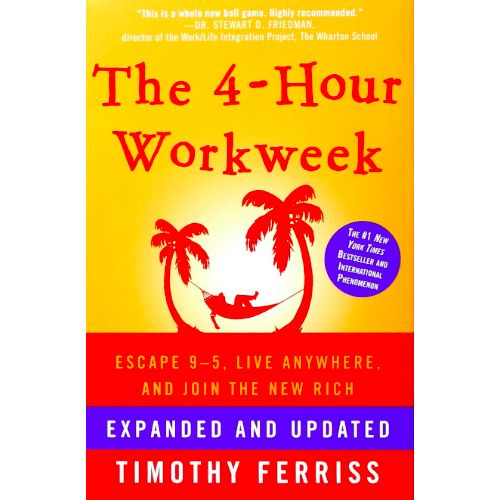 "This is a whole new ball game. Highly recommended."
—DR. STEWART D. FRIEDMAN,
director of the Work/Life Integration Project, The Wharton School
The 4-Hour
Workweek
THE #1 NEW
YORK TIMES
BESTSELLER AND
INTERNATIONAL
PHENOMENON
ESCAPE 9–5, LIVE ANYWHERE,
AND JOIN THE NEW RICH
EXPANDED AND UPDATED
TIMOTHY FERRISS